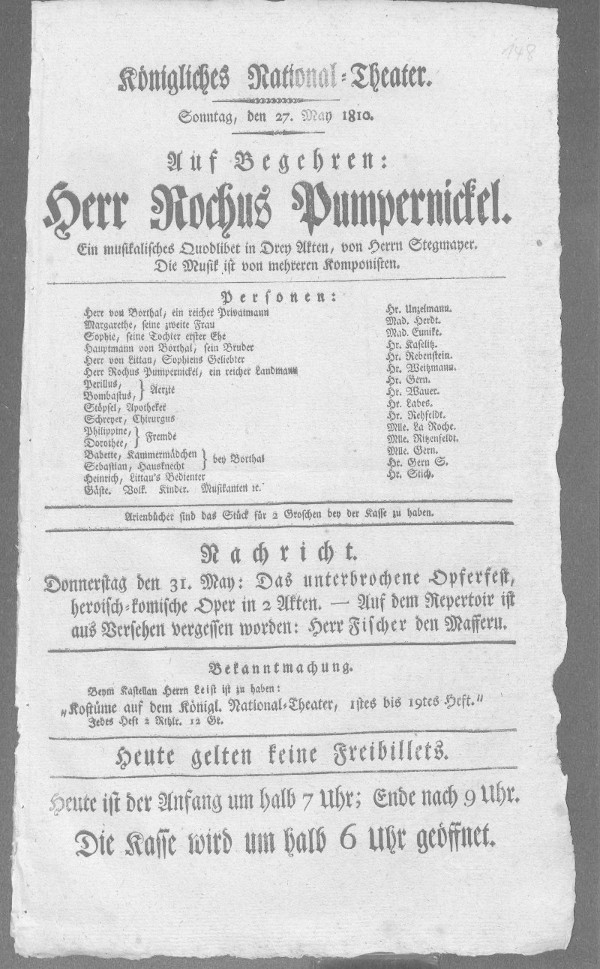 148
Königliches National-Theater.
Sonntag, den 27. May 1810.
Auf Begehren:
Herr Rochus Pumpernickel.
Ein musikalisches Quodlibet in Drey Akten, von Herrn Stegmayer.
Die Musik ist von mehreren Komponisten.
Personen:
Herr von Borthal, ein reicher Privatmann Hr. Unzelmann.
Margarethe, seine zweite Frau Mad. Herdt.
Sophie, seine Tochter erster Ehe Mad. Eunike.
Hauptmann von Borthal, sein Bruder Hr. Kaselitz.
Herr von Littau, Sophiens Geliebter Hr. Rebenstein.
Herr Rochus Pumpernickel, ein reicher Landmann Hr. Weitzmann.
Perillus, } Aerzte Hr. Gern.
Bombastus, Hr. Wauer.
Stöpsel, Apotheker Hr. Labes.
Schreyer, Chirurgus Hr. Rehfeldt.
Philippine, } Fremde Mlle. La Roche.
Dorothee, Mlle. Ritzenfeldt.
Babette, Kammermädchen } bey Borthal Mlle. Gern.
Sebastian, Hausknecht Hr. Gern S.
Heinrich, Littau's Bedienter Hr. Stich.
Gäste. Volk. Kinder. Musikanten ꝛc.
Arienbücher sind das Stück für 2 Groschen bey der Kasse zu haben.
Nachricht.
Donnerstag den 31. May: Das unterbrochene Opferfest,
heroisch-komische Oper in 2 Akten. — Auf dem Repertoir ist
aus Versehen vergessen worden: Herr Fischer den Mafferu.
Bekanntmachung.
Beym Kastellan Herrn Leist ist zu haben:
„Kostüme auf dem Königl. National-Theater, 1stes bis 19tes Heft.“
Jedes Heft 2 Rthlr. 12 Gr.
Heute gelten keine Freibillets.
Heute ist der Anfang um halb 7 Uhr; Ende nach 9 Uhr.
Die Kasse wird um halb 6 Uhr geöffnet.